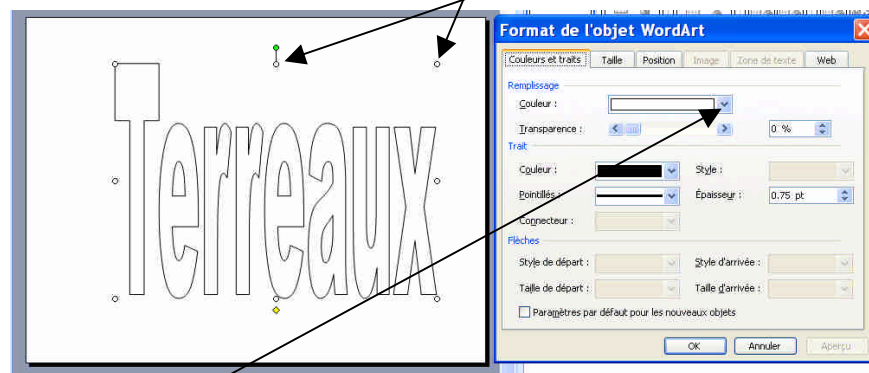 Terreaux
Format de l'objet WordArt
Couleurs et traits Taille Position Image Zone de texte Web
Remplissage
Couleur :
Transparence : 0 %
Trait
Couleur : Style :
Pointillés : Épaisseur : 0.75 pt
Connecteur :
Flèches
Style de départ : Style d'arrivée :
Taille de départ : Taille d'arrivée :
Paramètres par défaut pour les nouveaux objets
OK Annuler Aperçu